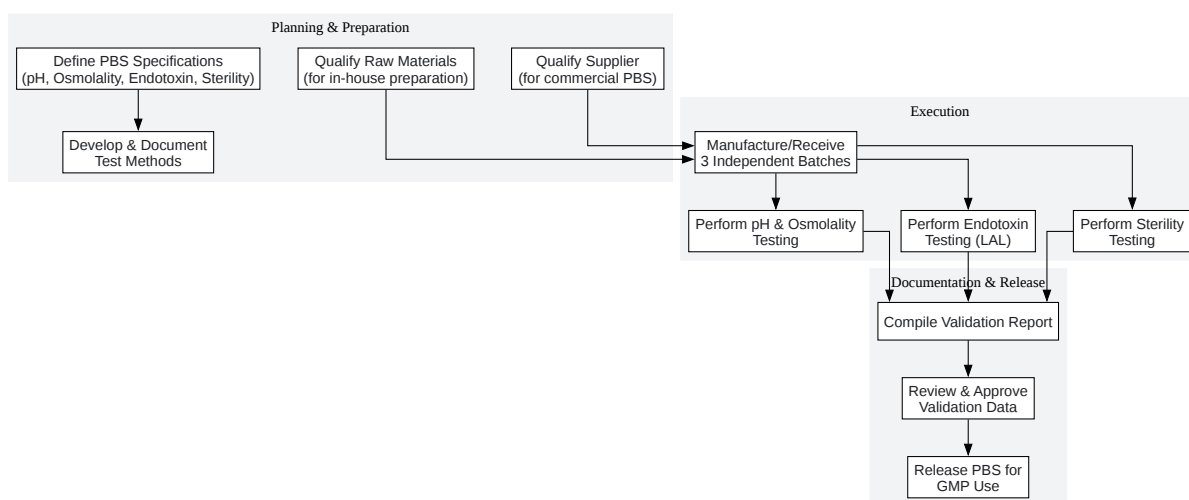 Planning & Preparation
Define PBS Specifications
(pH, Osmolality, Endotoxin, Sterility)
Qualify Raw Materials
(for in-house preparation)
Qualify Supplier
(for commercial PBS)
Develop & Document
Test Methods
Execution
Manufacture/Receive
3 Independent Batches
Perform pH & Osmolality
Testing
Perform Endotoxin
Testing (LAL)
Perform Sterility
Testing
Documentation & Release
Compile Validation Report
Review & Approve
Validation Data
Release PBS for
GMP Use